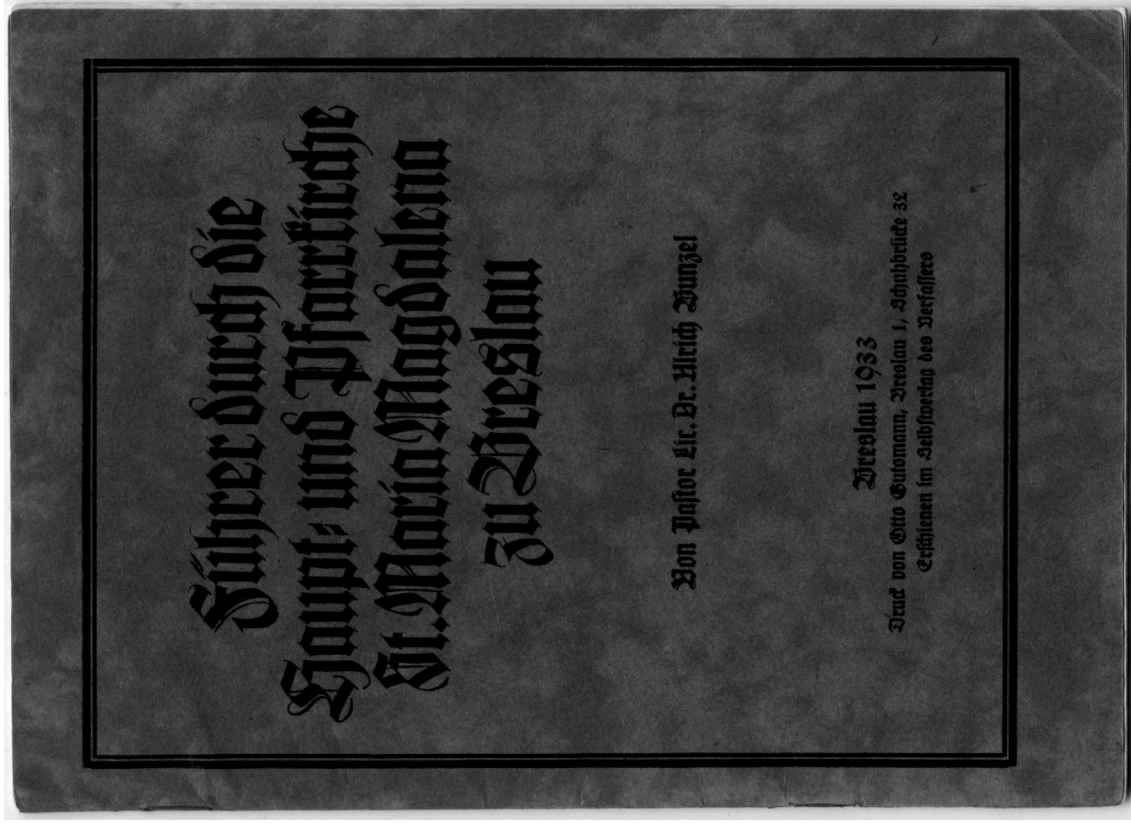 Führer durch die
Haupt- und Pfarrkirche
St. Maria Magdalena
zu Breslau
Von Pastor Lic. Dr. Ulrich Bunzel
Breslau 1933
Druck von Otto Gutsmann, Breslau 1, Schuhbrücke 32
Erschienen im Selbstverlag des Verfassers